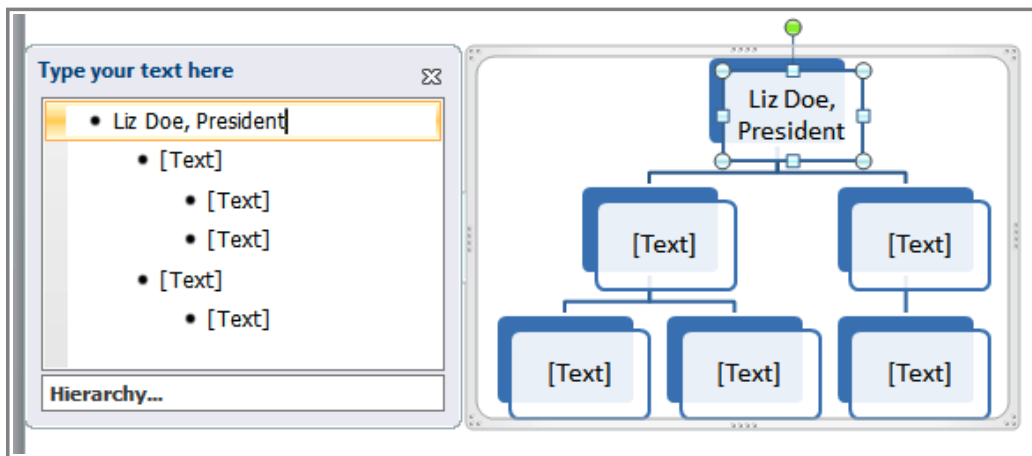 Type your text here
• Liz Doe, President
• [Text]
• [Text]
• [Text]
• [Text]
• [Text]
Hierarchy...
Liz Doe,
President
[Text]
[Text]
[Text]
[Text]
[Text]